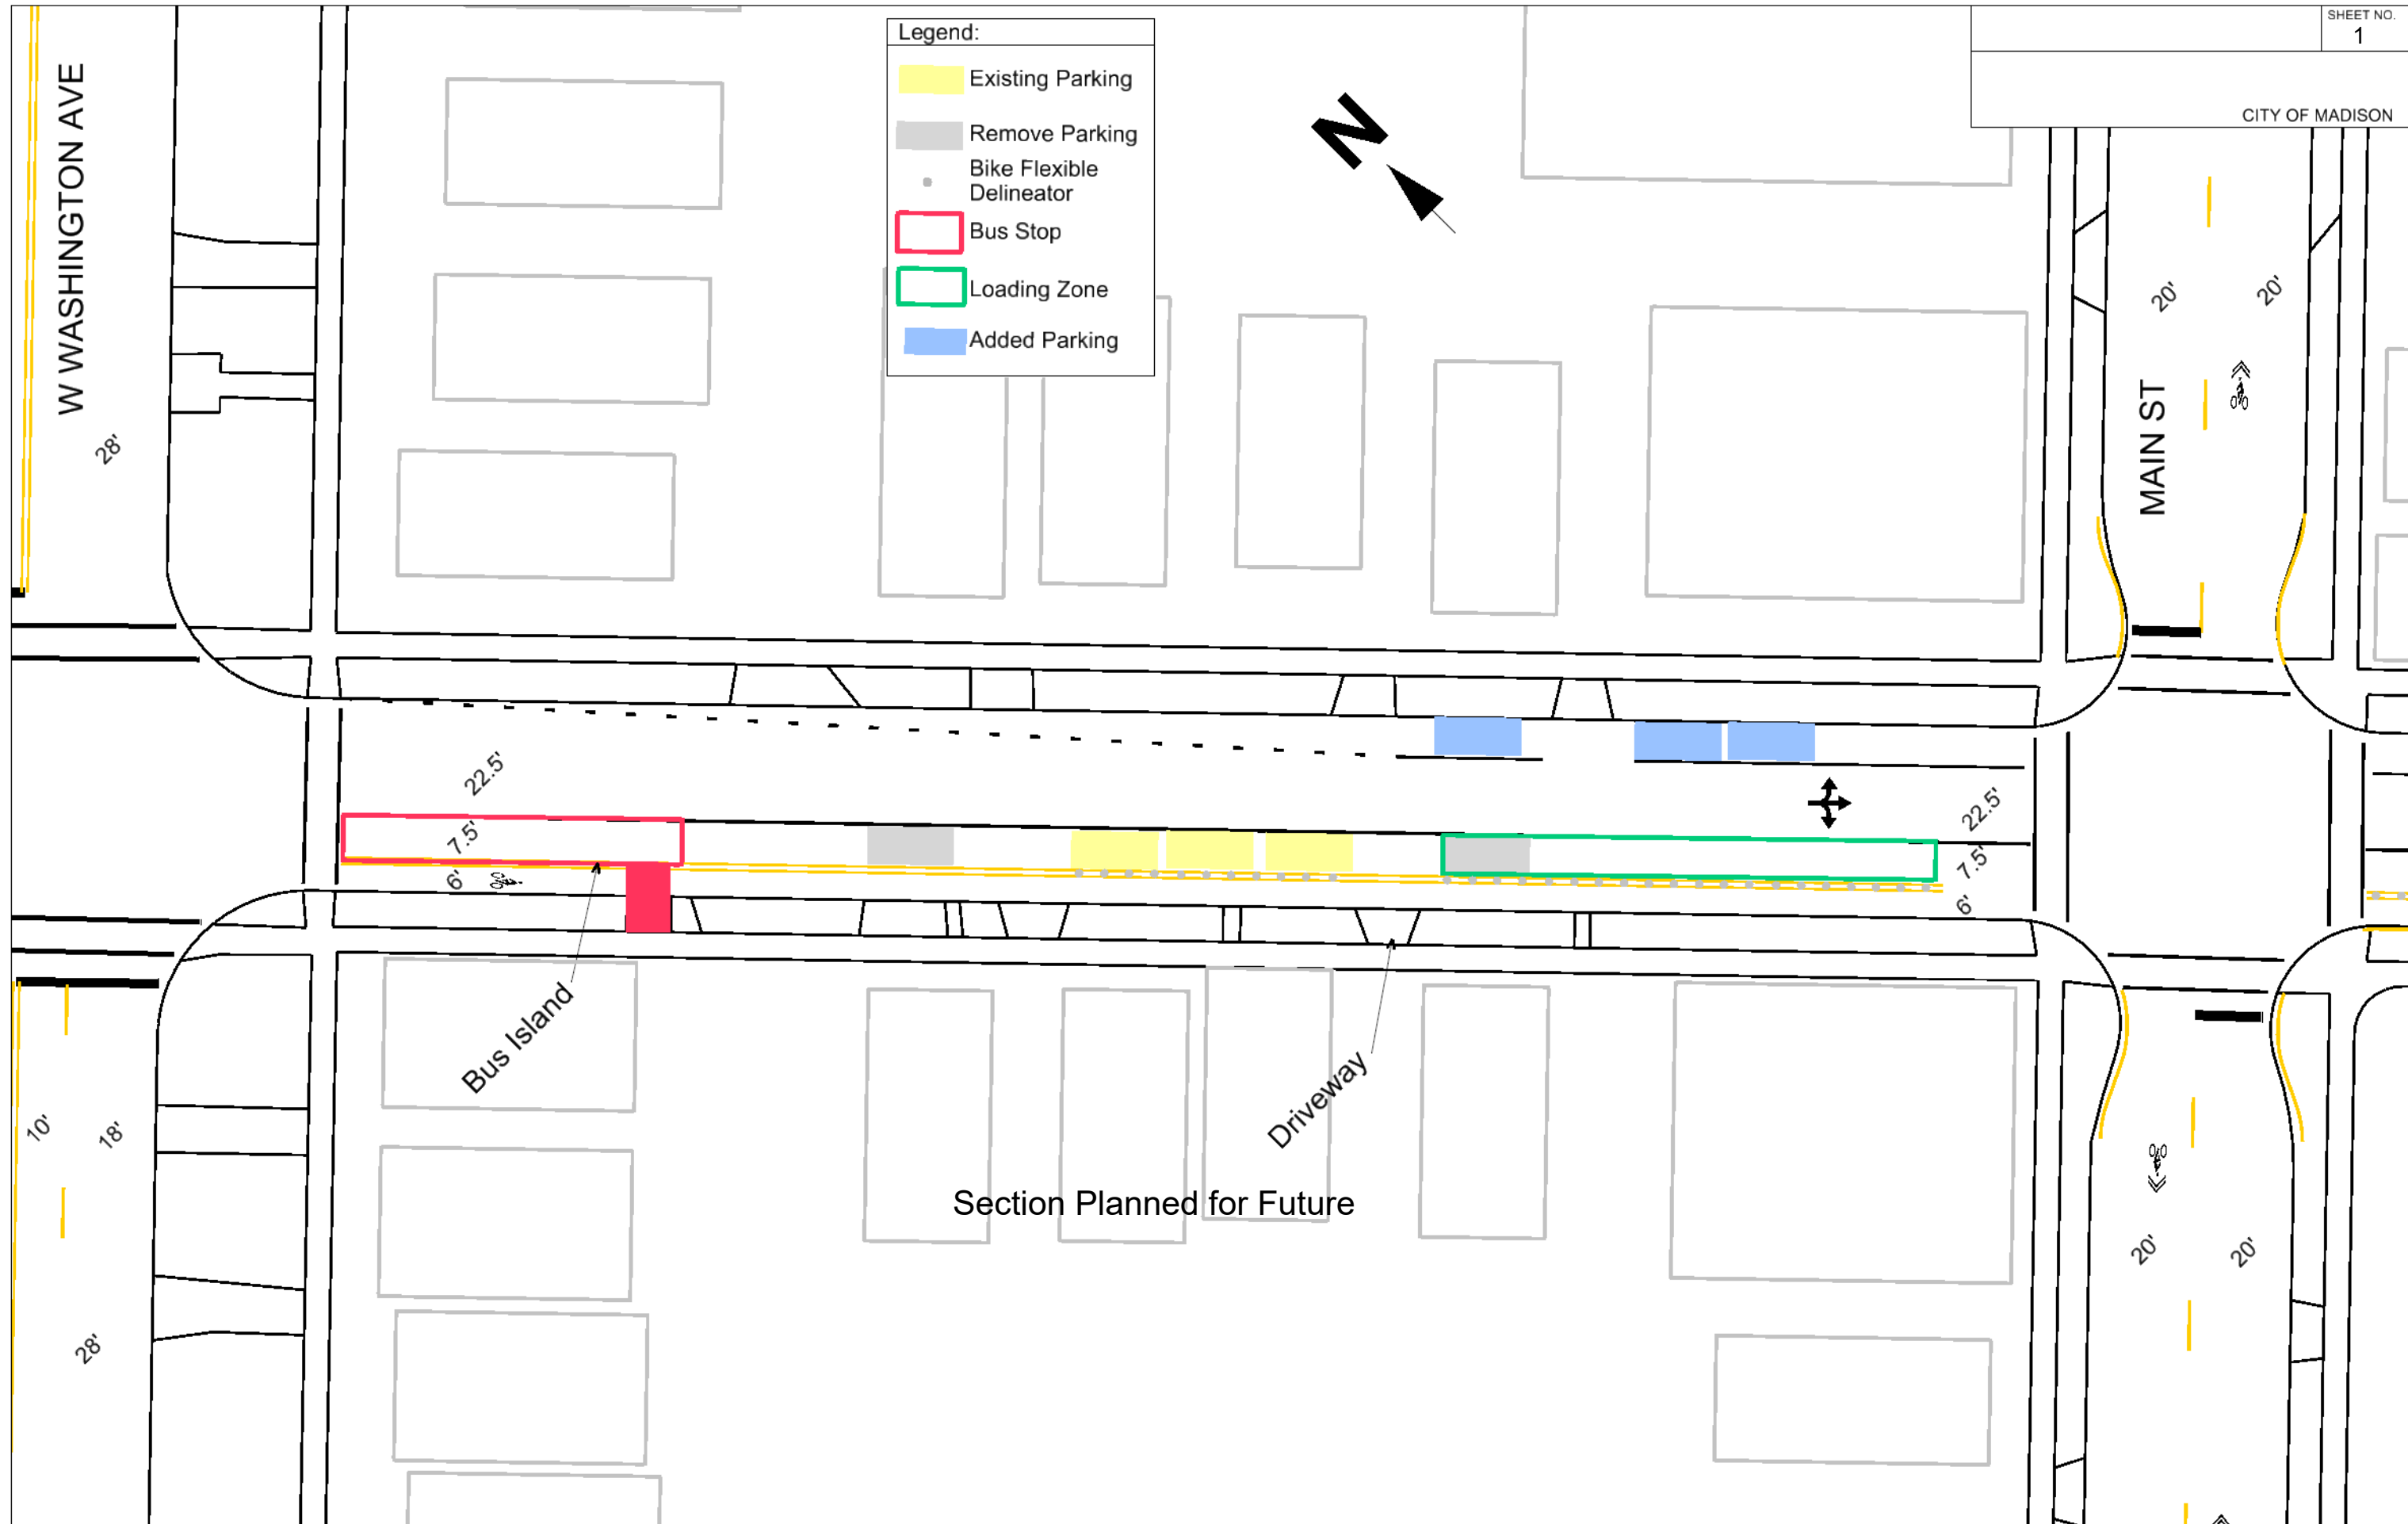 SHEET NO.
1
CITY OF MADISON
Legend:
Existing Parking
Remove Parking
Bike Flexible
Delineator
Bus Stop
Loading Zone
Added Parking
N
W WASHINGTON AVE
28'
MAIN ST
20'
20'
22.5'
7.5'
6'
22.5'
7.5'
6'
Bus Island
Driveway
10'
18'
28'
Section Planned for Future
20'
20'